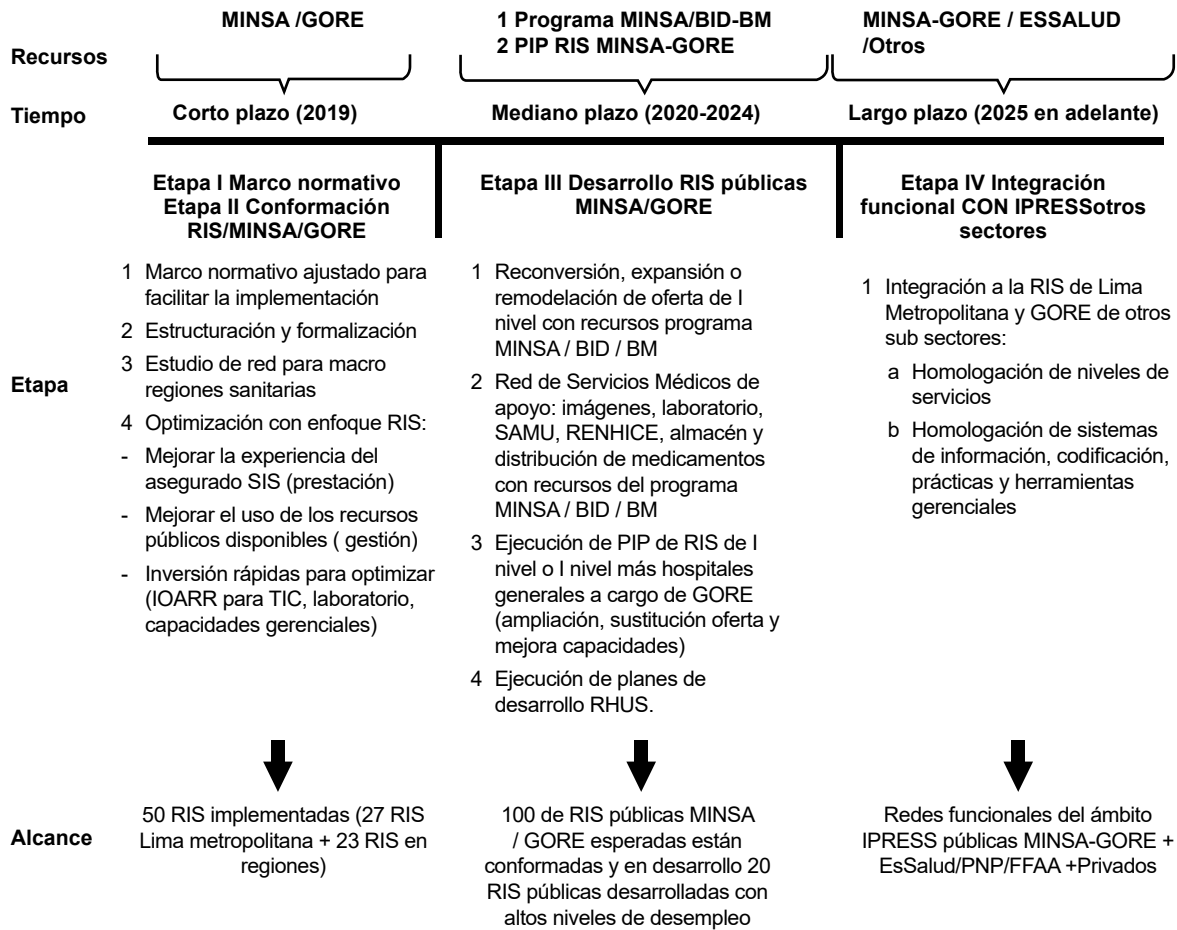 MINSA /GORE
1 Programa MINSA/BID-BM
2 PIP RIS MINSA-GORE
MINSA-GORE / ESSALUD
/Otros
Recursos
Tiempo
Corto plazo (2019)
Mediano plazo (2020-2024)
Largo plazo (2025 en adelante)
Etapa I Marco normativo
Etapa II Conformación
RIS/MINSA/GORE
Etapa III Desarrollo RIS públicas
MINSA/GORE
Etapa IV Integración
funcional CON IPRESSotros
sectores
Etapa
1 Marco normativo ajustado para
facilitar la implementación
2 Estructuración y formalización
3 Estudio de red para macro
regiones sanitarias
4 Optimización con enfoque RIS:
- Mejorar la experiencia del
asegurado SIS (prestación)
- Mejorar el uso de los recursos
públicos disponibles ( gestión)
- Inversión rápidas para optimizar
(IOARR para TIC, laboratorio,
capacidades gerenciales)
1 Reconversión, expansión o
remodelación de oferta de I
nivel con recursos programa
MINSA / BID / BM
2 Red de Servicios Médicos de
apoyo: imágenes, laboratorio,
SAMU, RENHICE, almacén y
distribución de medicamentos
con recursos del programa
MINSA / BID / BM
3 Ejecución de PIP de RIS de I
nivel o I nivel más hospitales
generales a cargo de GORE
(ampliación, sustitución oferta y
mejora capacidades)
4 Ejecución de planes de
desarrollo RHUS.
1 Integración a la RIS de Lima
Metropolitana y GORE de otros
sub sectores:
a Homologación de niveles de
servicios
b Homologación de sistemas
de información, codificación,
prácticas y herramientas
gerenciales
Alcance
50 RIS implementadas (27 RIS
Lima metropolitana + 23 RIS en
regiones)
100 de RIS públicas MINSA
/ GORE esperadas están
conformadas y en desarrollo 20
RIS públicas desarrolladas con
altos niveles de desempleo
Redes funcionales del ámbito
IPRESS públicas MINSA-GORE +
EsSalud/PNP/FFAA +Privados